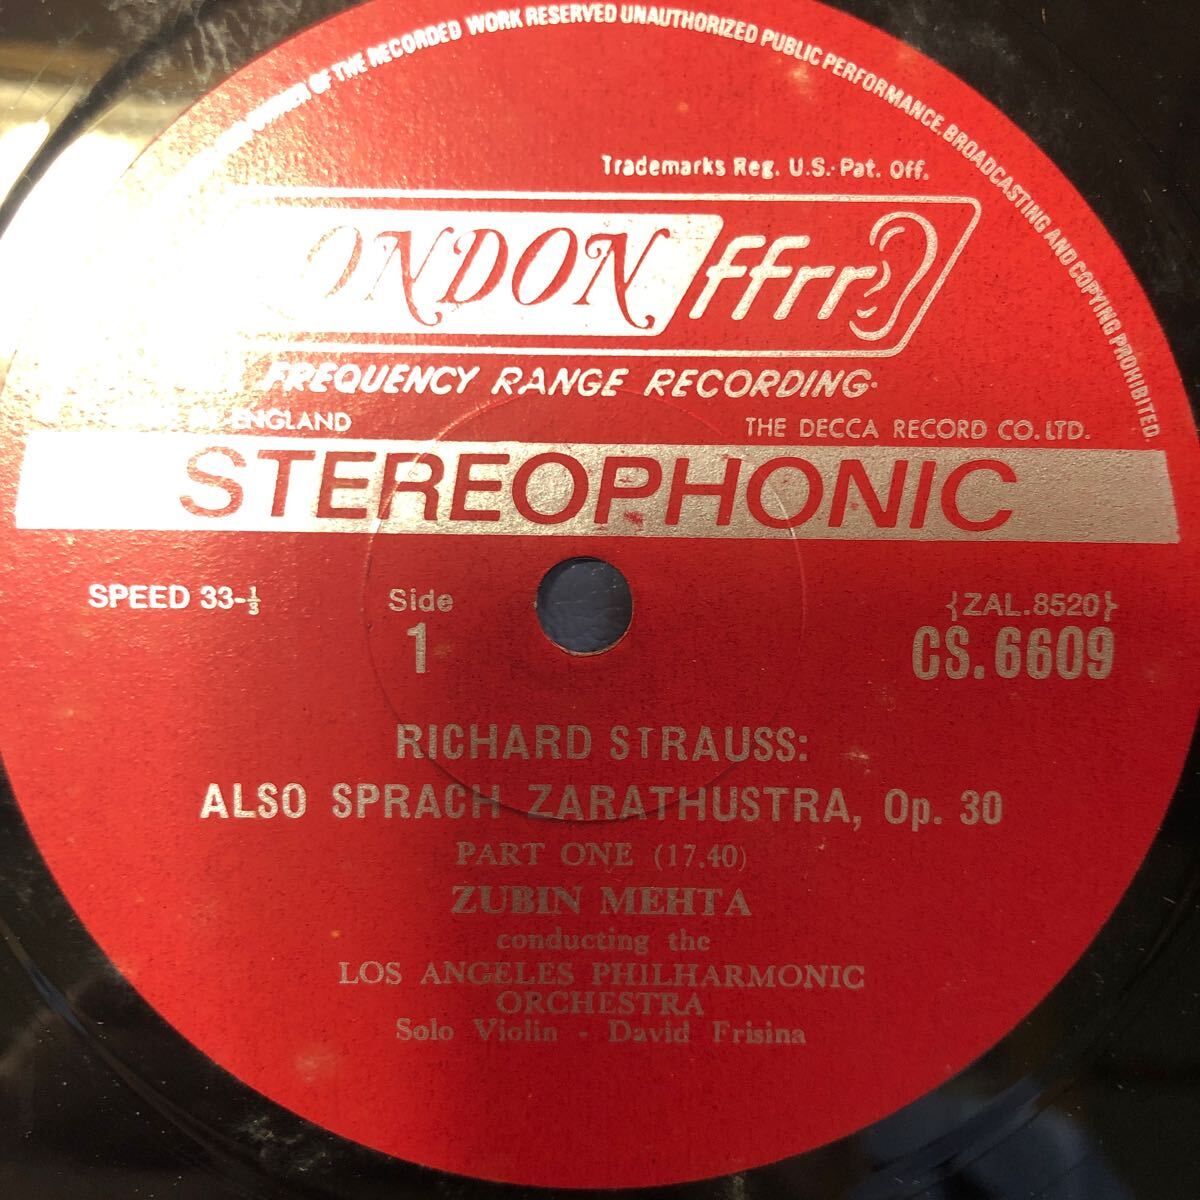 OF THE RECORDED WORK RESERVED UNAUTHORIZED PUBLIC PERFORMANCE, BROADCASTING AND COPYING PROHIBITED.
Trademarks Reg. U.S. Pat. Off.
LONDON ffrr
FREQUENCY RANGE RECORDING
ENGLAND
THE DECCA RECORD CO. LTD.
STEREOPHONIC
SPEED 33-⅓
Side
1
{ZAL.8520}
CS.6609
RICHARD STRAUSS:
ALSO SPRACH ZARATHUSTRA, Op. 30
PART ONE (17.40)
ZUBIN MEHTA
conducting the
LOS ANGELES PHILHARMONIC
ORCHESTRA
Solo Violin - David Frisina